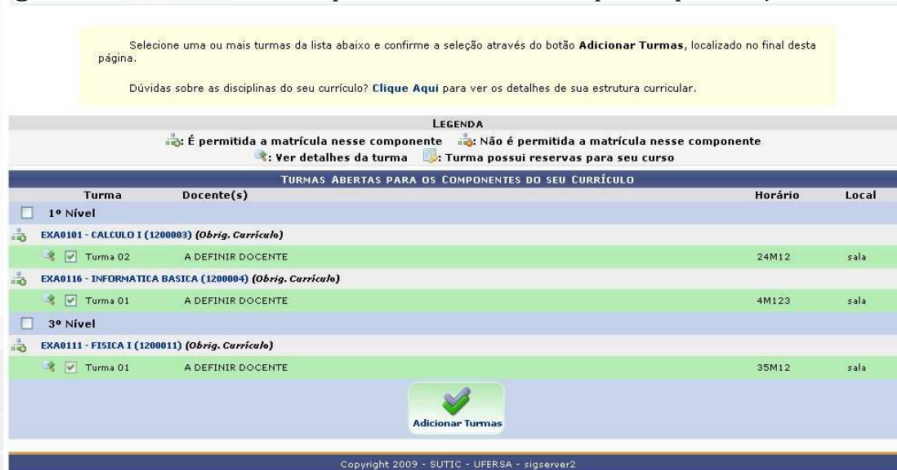 Selecione uma ou mais turmas da lista abaixo e confirme a seleção através do botão Adicionar Turmas, localizado no final desta
página.
Dúvidas sobre as disciplinas do seu currículo? Clique Aqui para ver os detalhes de sua estrutura curricular.
LEGENDA
: É permitida a matrícula nesse componente : Não é permitida a matrícula nesse componente
: Ver detalhes da turma : Turma possui reservas para seu curso
TURMAS ABERTAS PARA OS COMPONENTES DO SEU CURRÍCULO
Turma Docente(s) Horário Local
1º Nível
EXA0101 - CALCULO I (1200003) (Obrig. Currículo)
Turma 02 A DEFINIR DOCENTE 24M12 sala
EXA0116 - INFORMATICA BASICA (1200004) (Obrig. Currículo)
Turma 01 A DEFINIR DOCENTE 4M123 sala
3º Nível
EXA0111 - FISICA I (1200011) (Obrig. Currículo)
Turma 01 A DEFINIR DOCENTE 35M12 sala
Adicionar Turmas
Copyright 2009 - SUTIC - UFERSA - sigserver2